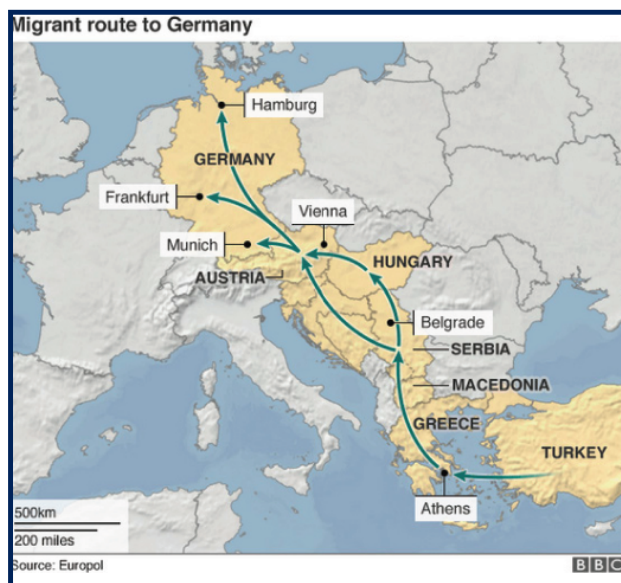 Migrant route to Germany
Hamburg
GERMANY
Frankfurt
Vienna
Munich
HUNGARY
AUSTRIA
Belgrade
SERBIA
MACEDONIA
GREECE
TURKEY
Athens
500km
200 miles
Source: Europol
BBC